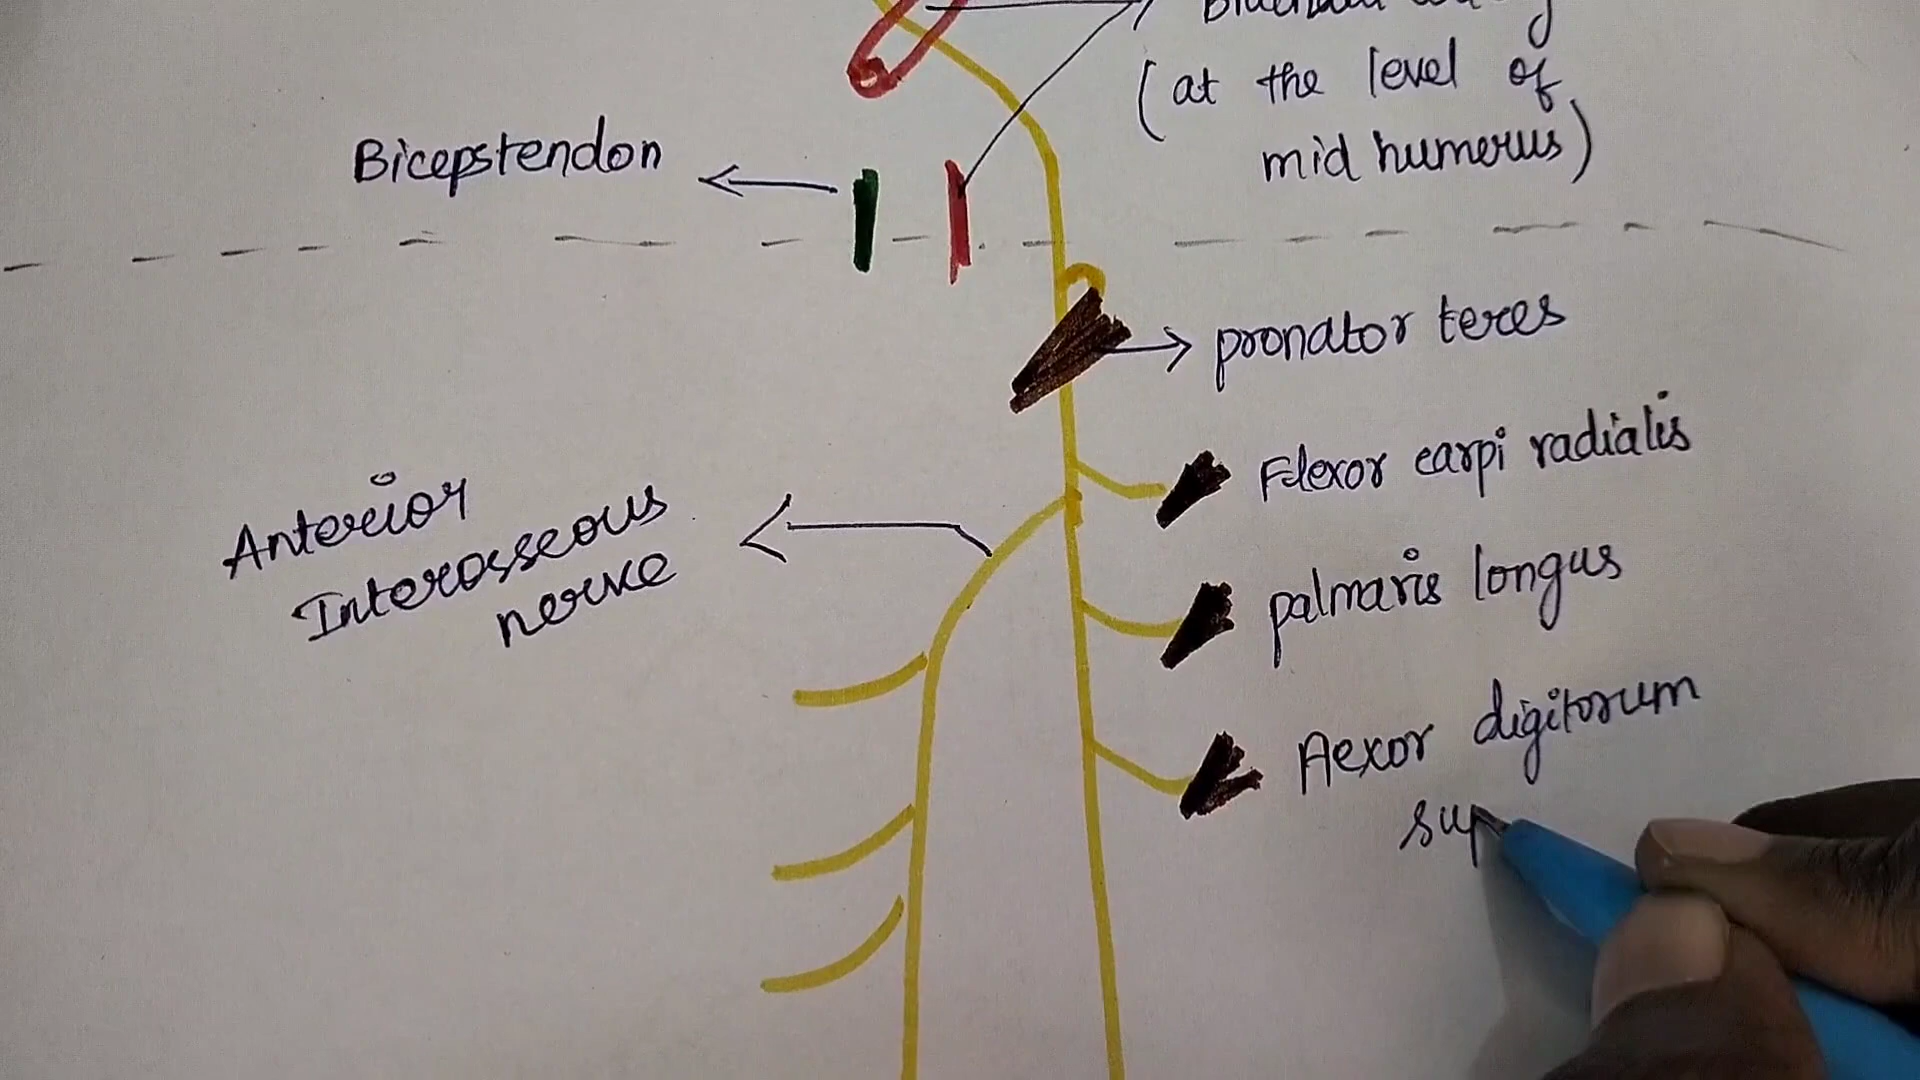 (at the level of
mid humerus)
Bicepstendon
pronator teres
Flexor carpi radialis
Anterior
Interosseous
nerve
palmaris longus
Flexor digitorum
sup